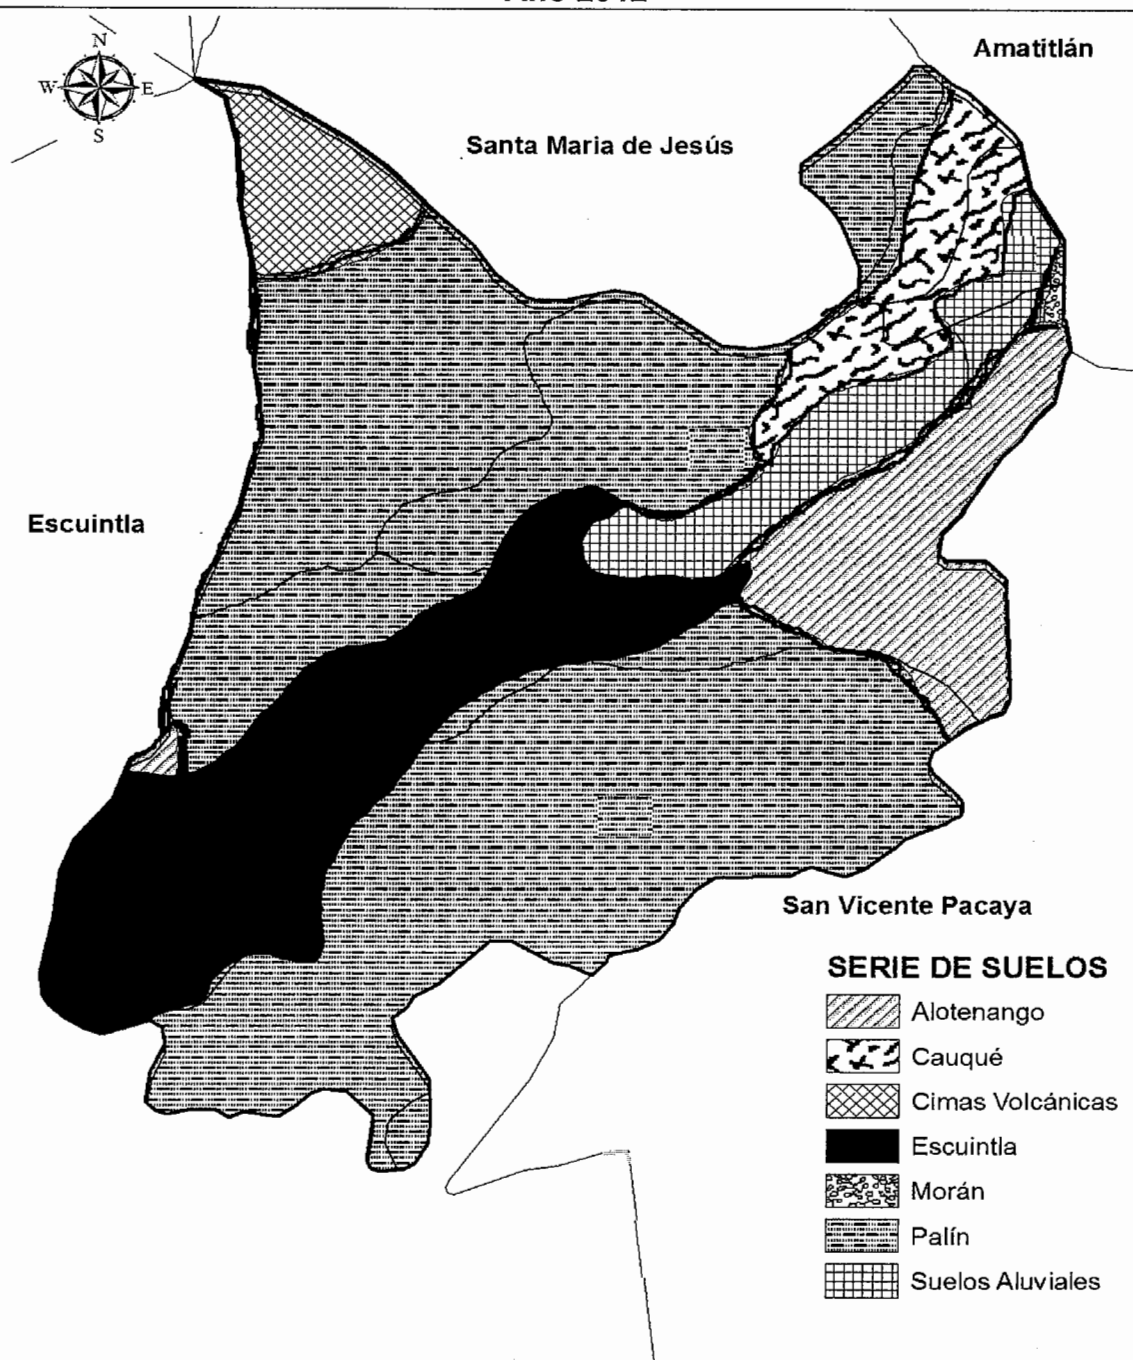 Amatitlán
N
W
E
S
Santa Maria de Jesús
Escuintla
San Vicente Pacaya
SERIE DE SUELOS
Alotenango
Cauqué
Cimas Volcánicas
Escuintla
Morán
Palín
Suelos Aluviales